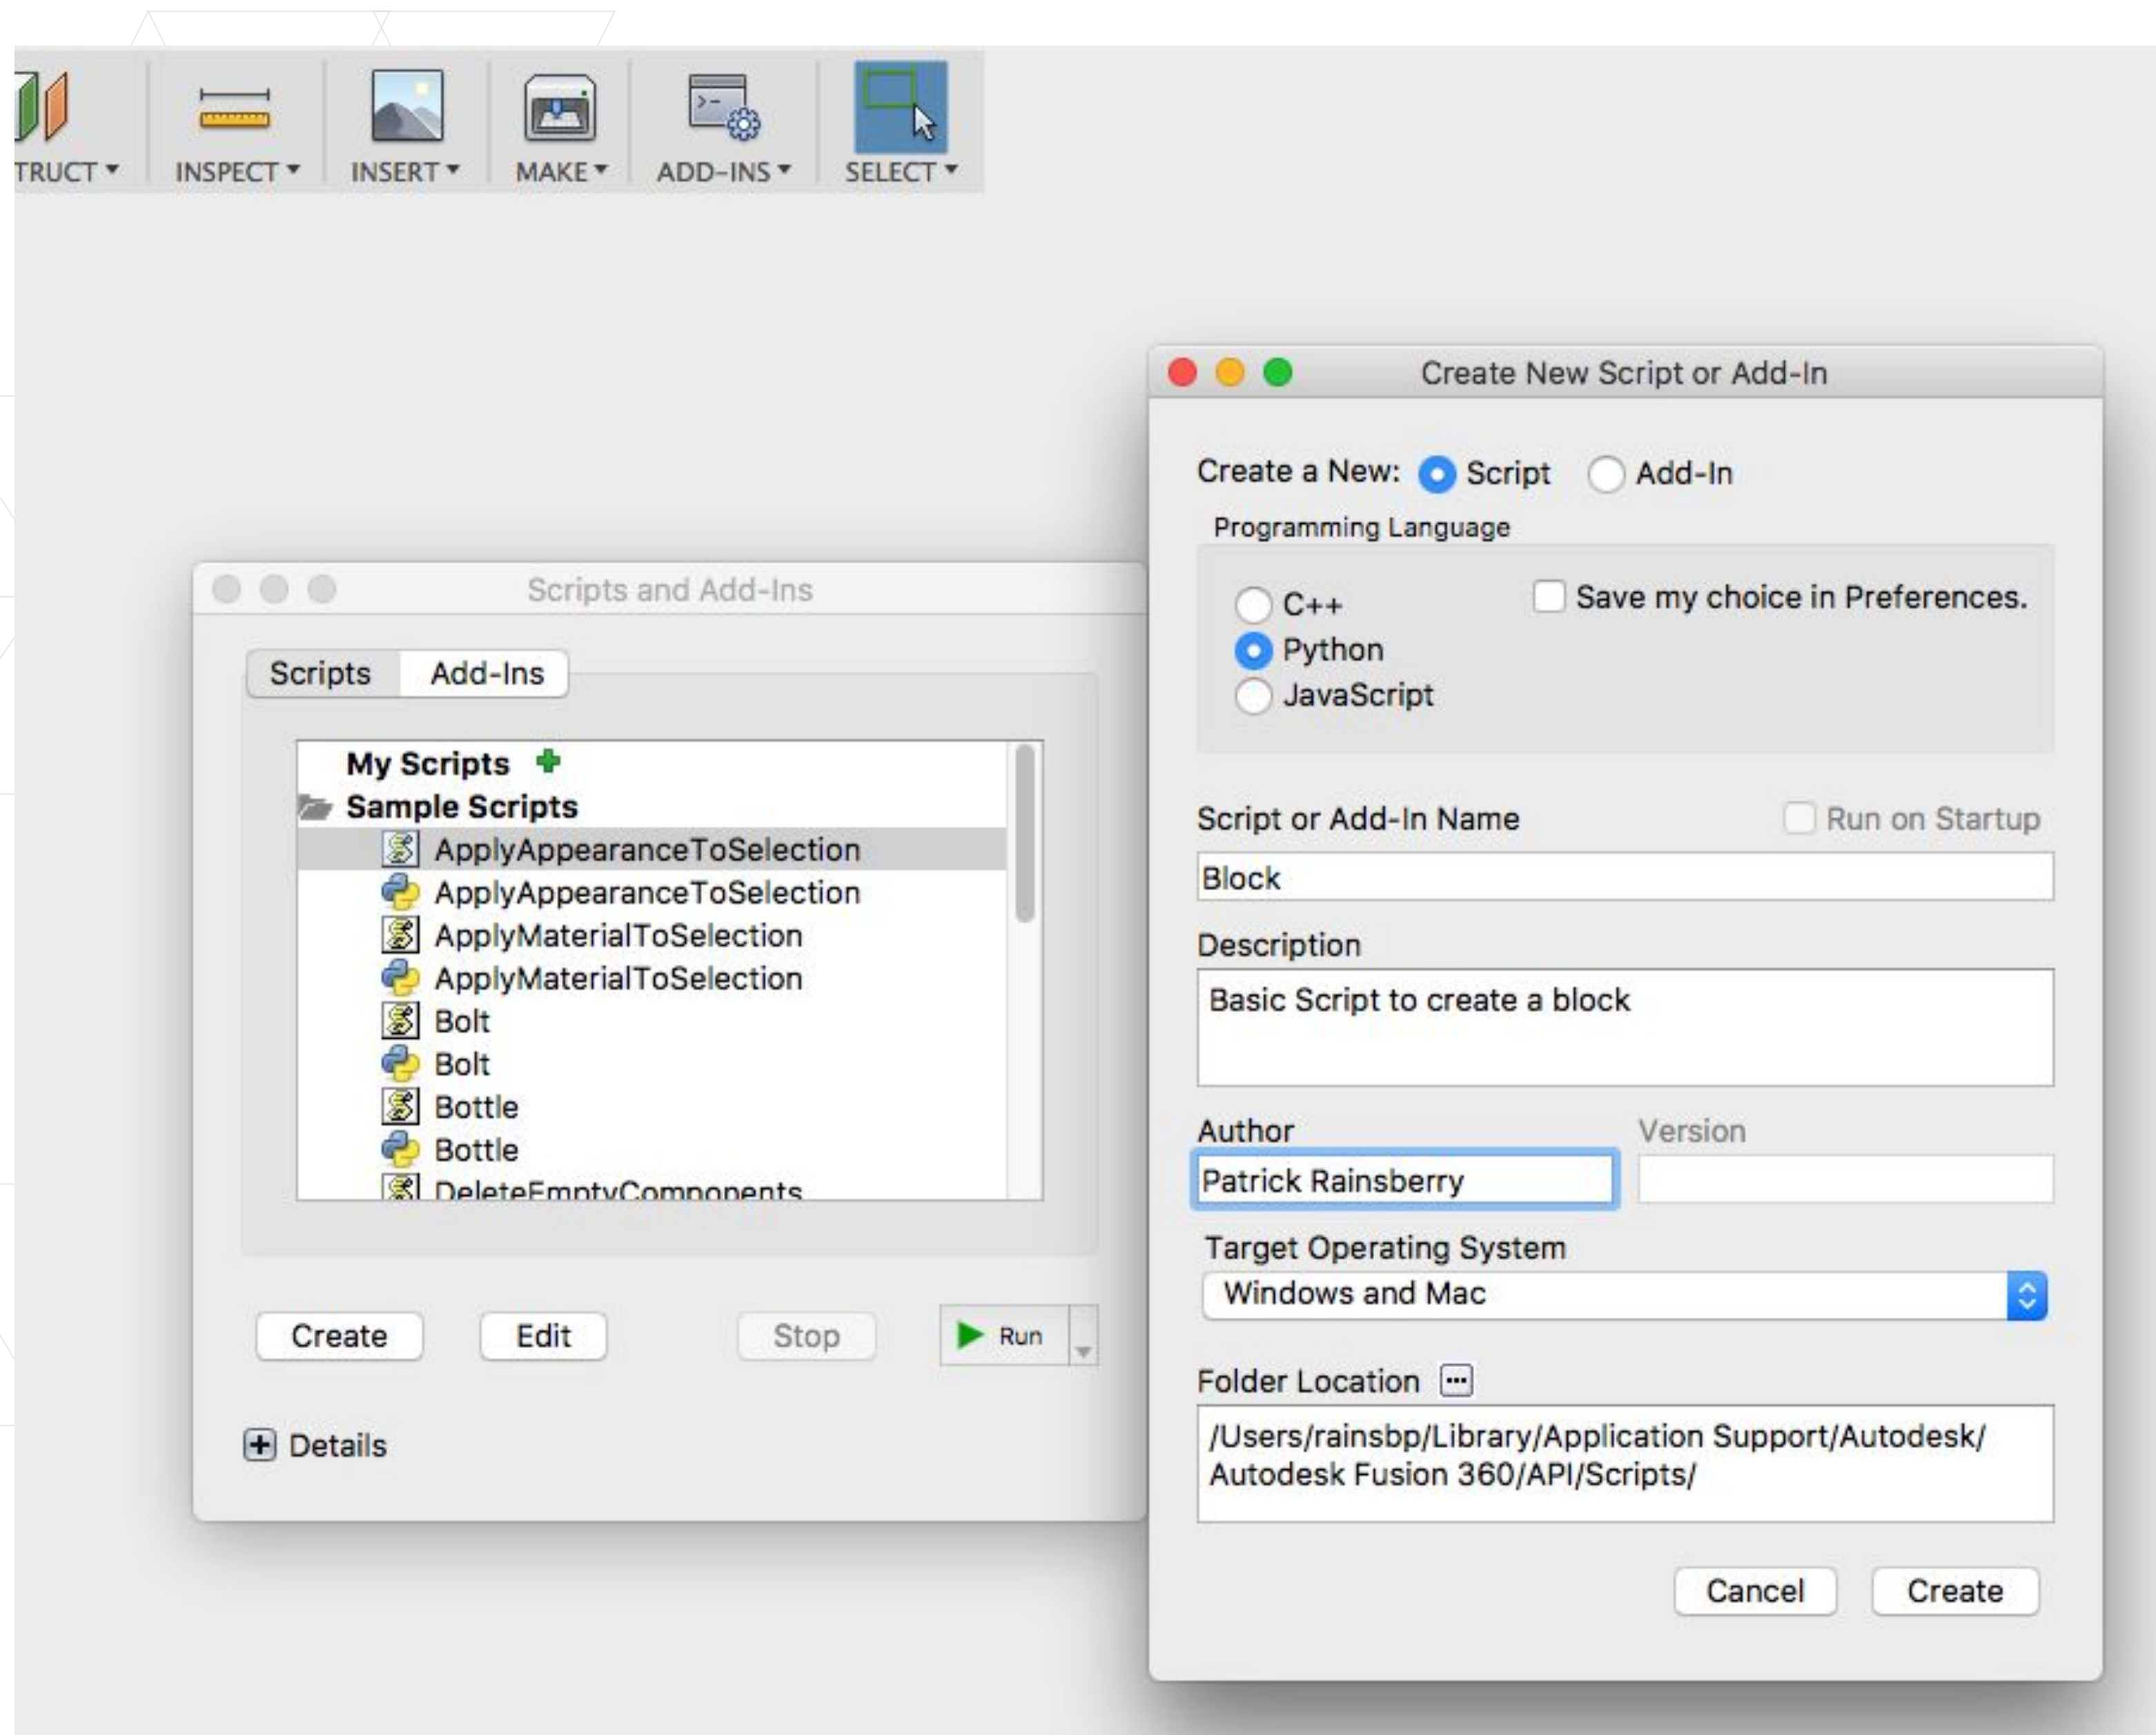 TRUCT INSPECT INSERT MAKE ADD-INS SELECT
Scripts and Add-Ins
Scripts Add-Ins
My Scripts
Sample Scripts
ApplyAppearanceToSelection
ApplyAppearanceToSelection
ApplyMaterialToSelection
ApplyMaterialToSelection
Bolt
Bolt
Bottle
Bottle
DeleteEmptyComponents
Create Edit Stop Run
Details
Create New Script or Add-In
Create a New: Script Add-In
Programming Language
C++ Save my choice in Preferences.
Python
JavaScript
Script or Add-In Name Run on Startup
Block
Description
Basic Script to create a block
Author Version
Patrick Rainsberry
Target Operating System
Windows and Mac
Folder Location
/Users/rainsbp/Library/Application Support/Autodesk/
Autodesk Fusion 360/API/Scripts/
Cancel Create